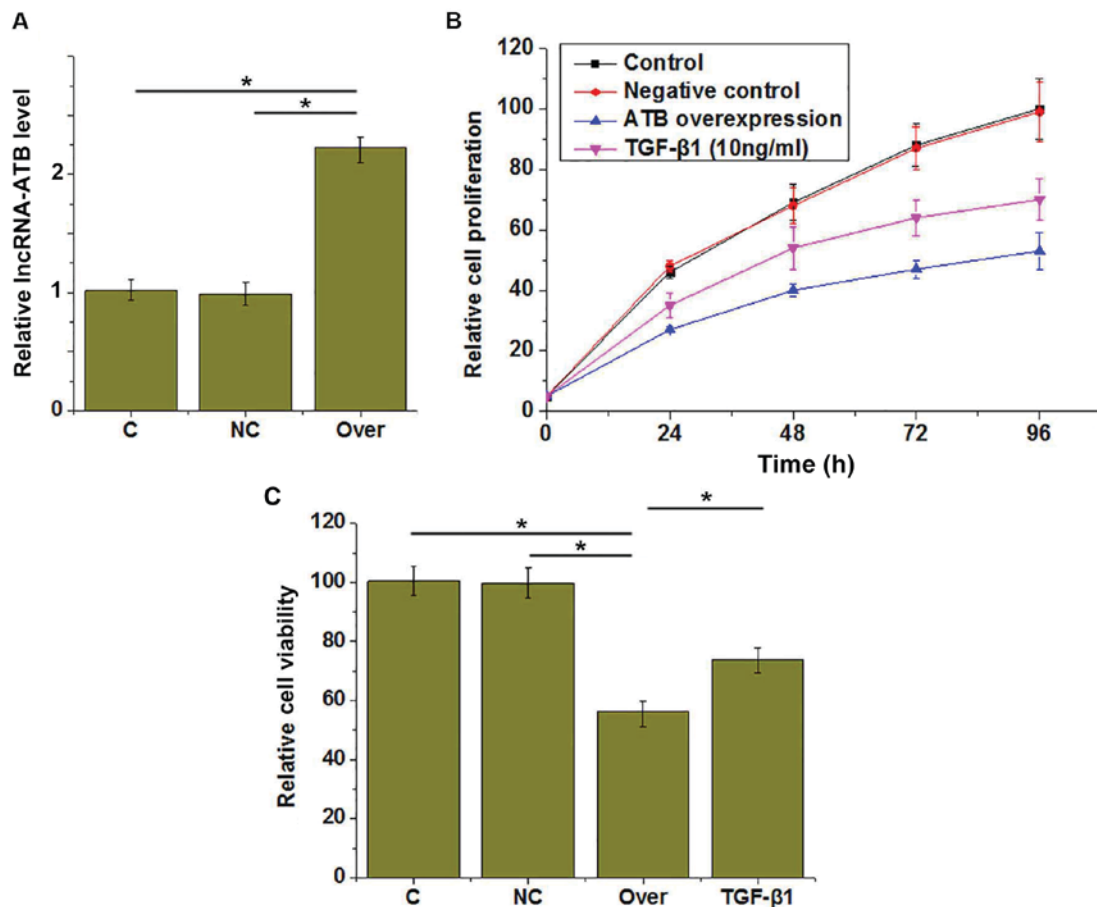 A
Relative lncRNA-ATB level
2
1
0
*
*
C NC Over
B
Relative cell proliferation
120
100
80
60
40
20
0
Control
Negative control
ATB overexpression
TGF-β1 (10ng/ml)
0 24 48 72 96
Time (h)
C
Relative cell viability
120
100
80
60
40
20
0
*
*
*
C NC Over TGF-β1